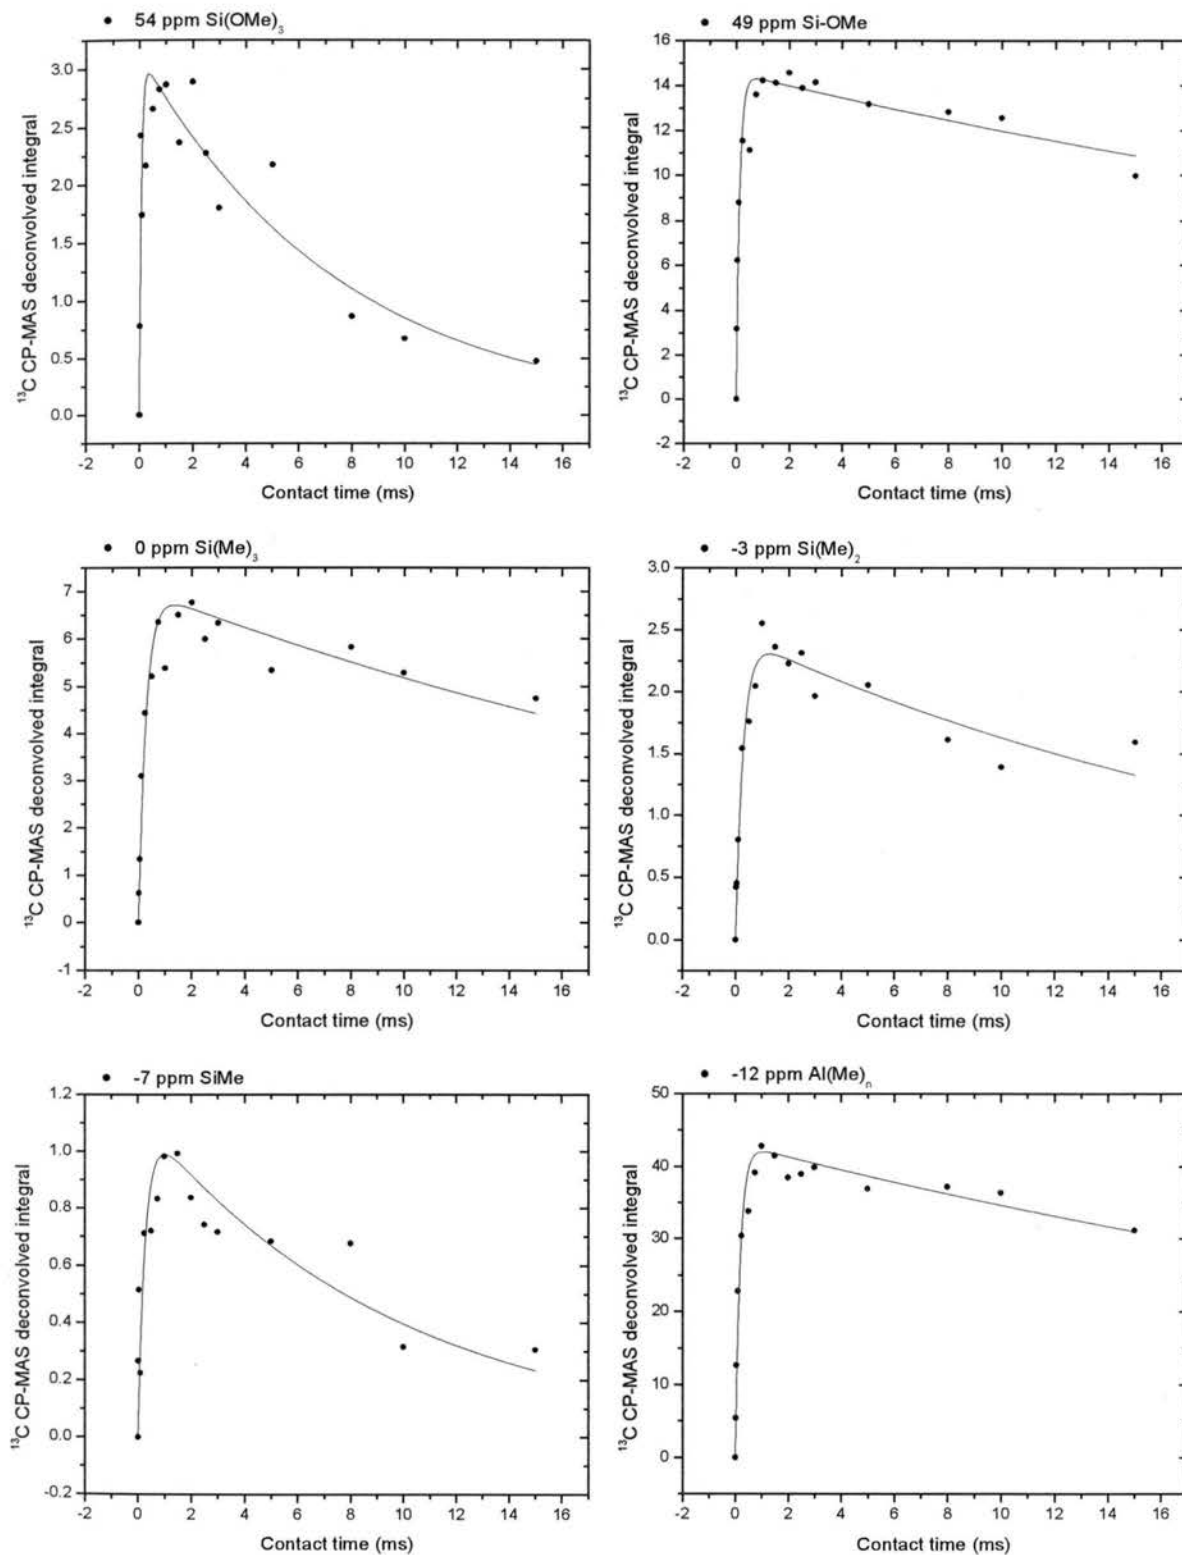 54 ppm Si(OMe)₃
3.0
2.5
2.0
1.5
1.0
0.5
0.0
¹³C CP-MAS deconvolved integral
-2 0 2 4 6 8 10 12 14 16
Contact time (ms)
49 ppm Si-OMe
16
14
12
10
8
6
4
2
0
-2
¹³C CP-MAS deconvolved integral
-2 0 2 4 6 8 10 12 14 16
Contact time (ms)
0 ppm Si(Me)₃
7
6
5
4
3
2
1
0
-1
¹³C CP-MAS deconvolved integral
-2 0 2 4 6 8 10 12 14 16
Contact time (ms)
-3 ppm Si(Me)₂
3.0
2.5
2.0
1.5
1.0
0.5
0.0
¹³C CP-MAS deconvolved integral
-2 0 2 4 6 8 10 12 14 16
Contact time (ms)
-7 ppm SiMe
1.2
1.0
0.8
0.6
0.4
0.2
0.0
-0.2
¹³C CP-MAS deconvolved integral
-2 0 2 4 6 8 10 12 14 16
Contact time (ms)
-12 ppm Al(Me)ₙ
50
40
30
20
10
0
¹³C CP-MAS deconvolved integral
-2 0 2 4 6 8 10 12 14 16
Contact time (ms)